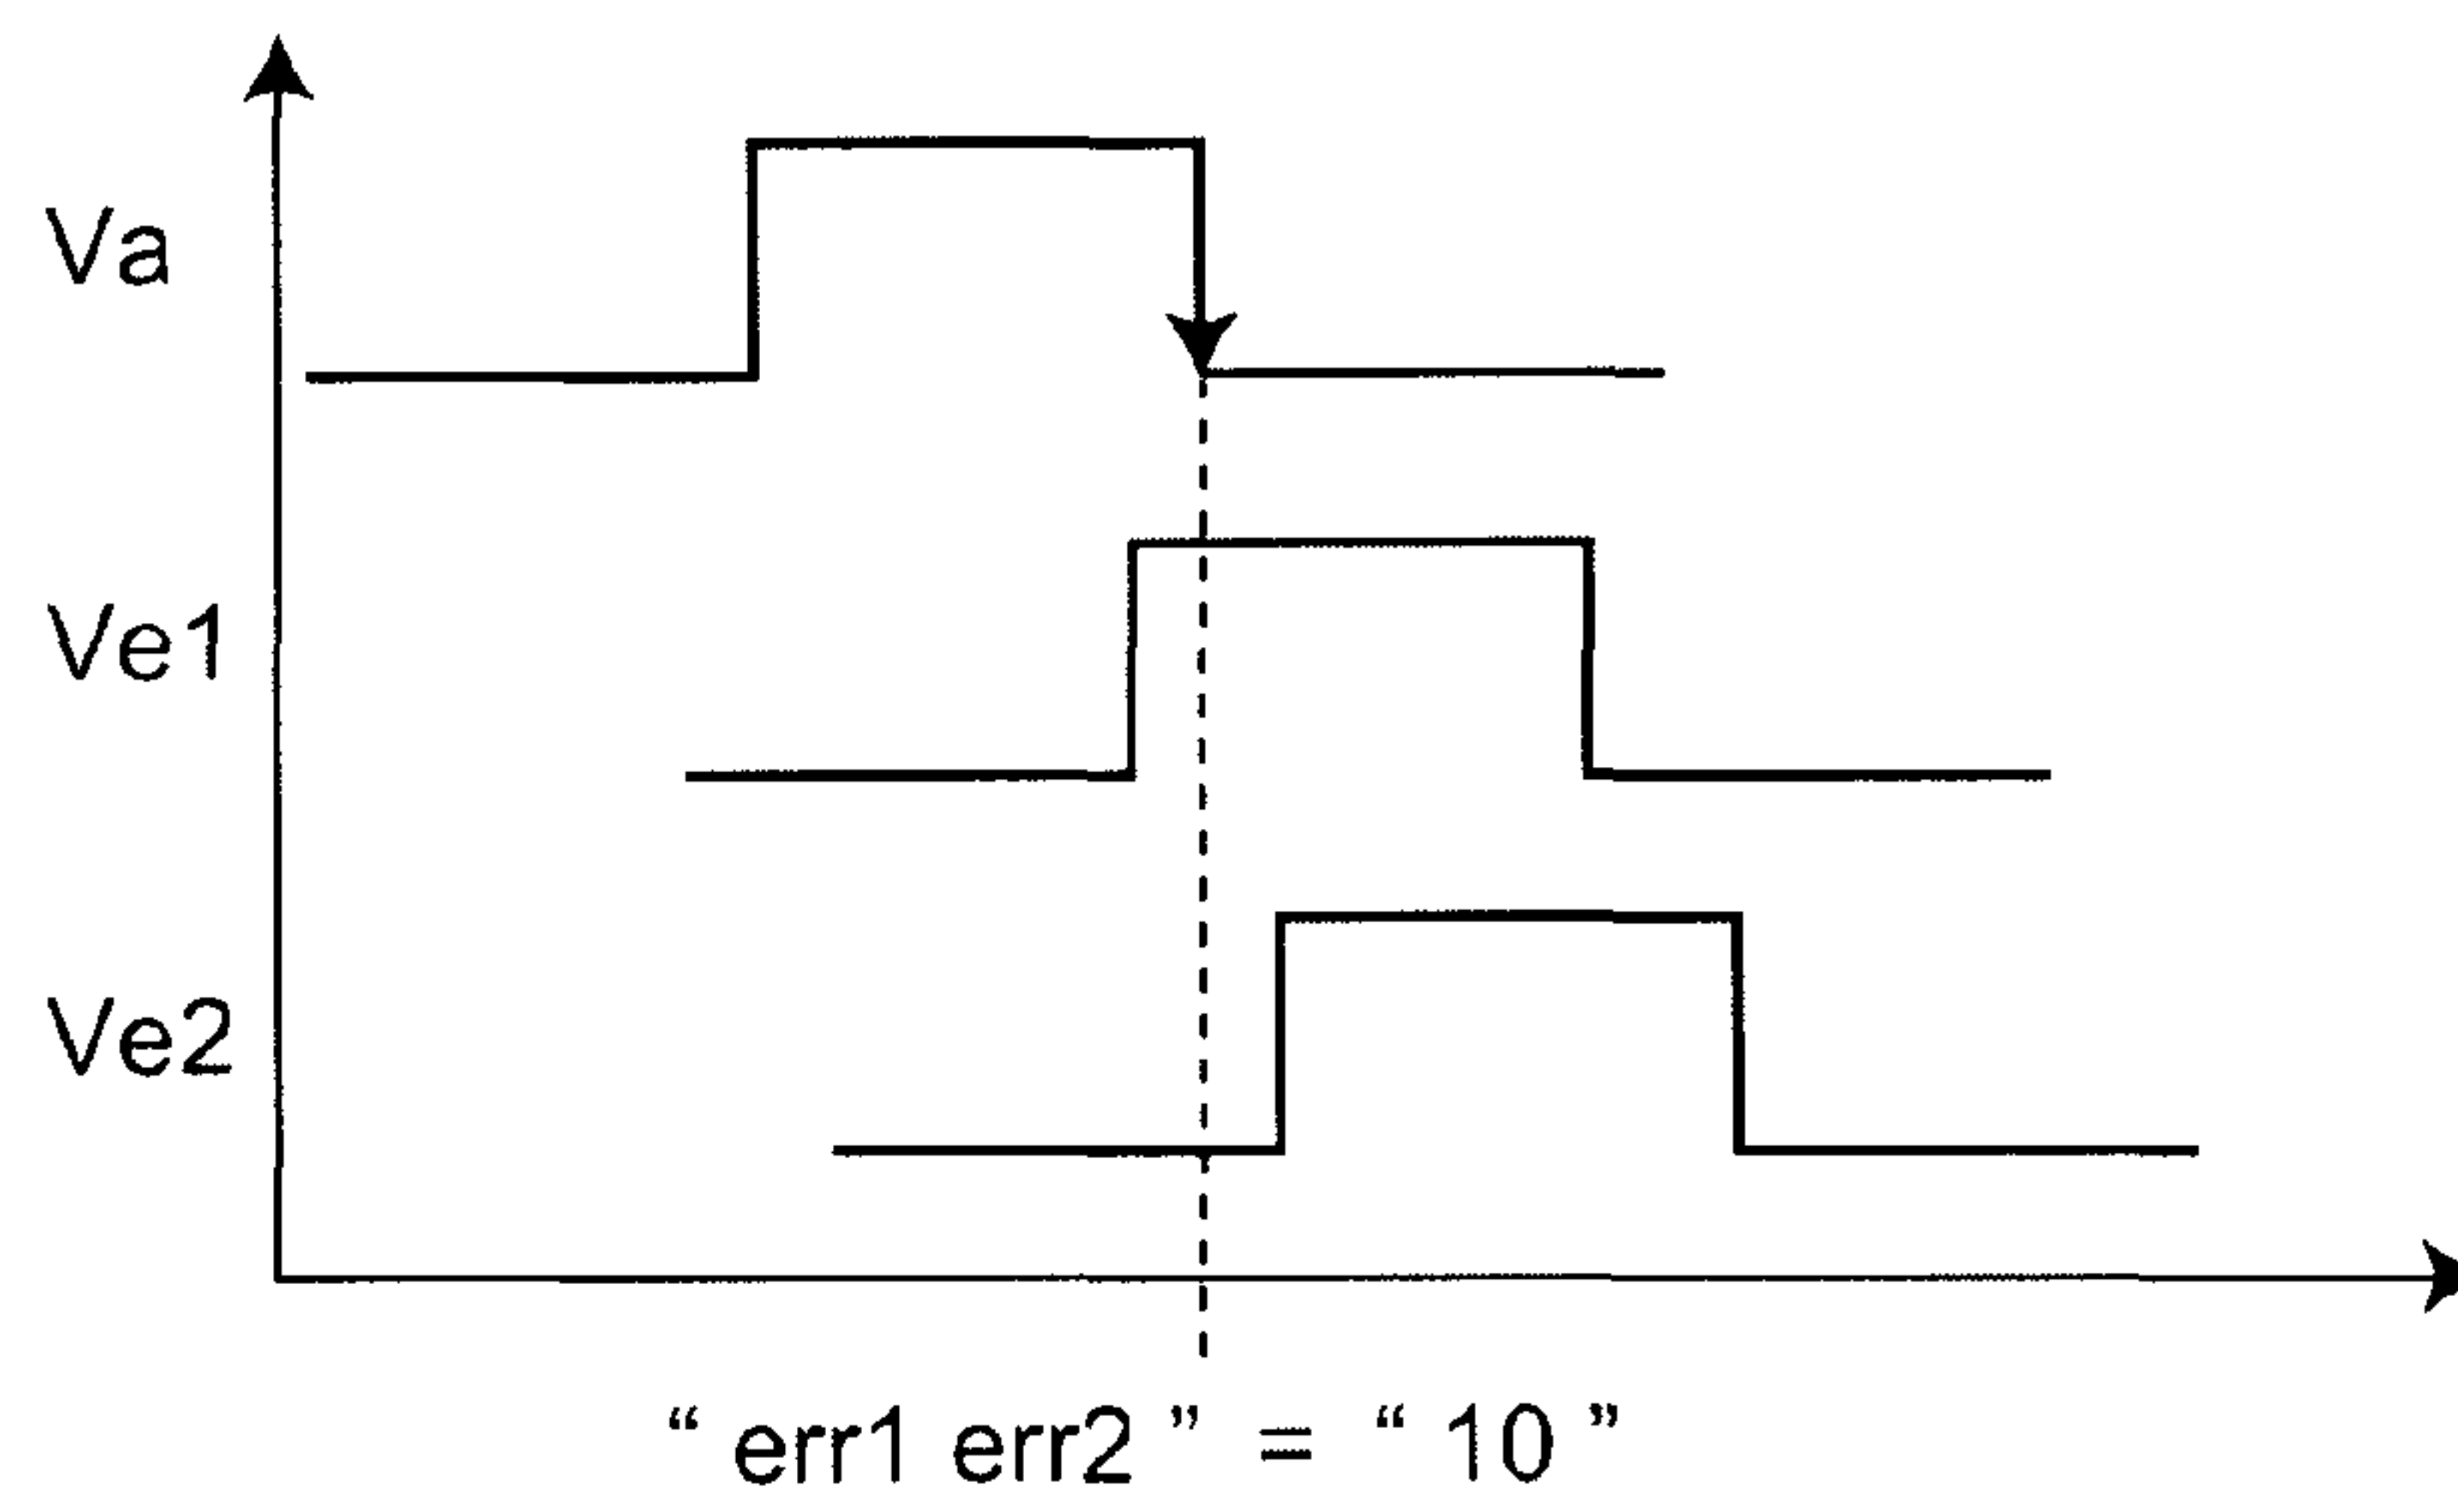 Va
Ve1
Ve2
“ err1 err2 ” = “ 10 ”